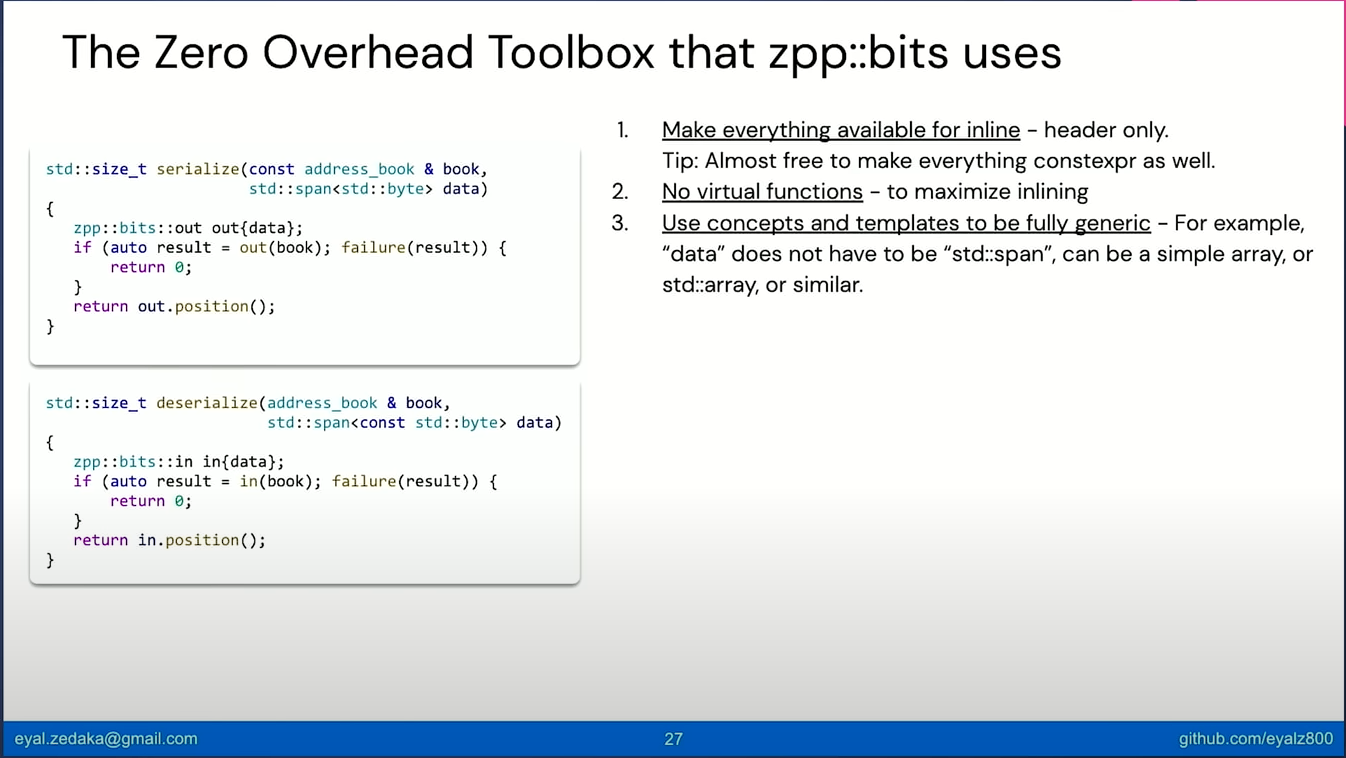 The Zero Overhead Toolbox that zpp::bits uses
std::size_t serialize(const address_book & book,
std::span<std::byte> data)
{
zpp::bits::out out{data};
if (auto result = out(book); failure(result)) {
return 0;
}
return out.position();
}
std::size_t deserialize(address_book & book,
std::span<const std::byte> data)
{
zpp::bits::in in{data};
if (auto result = in(book); failure(result)) {
return 0;
}
return in.position();
}
1. Make everything available for inline – header only.
Tip: Almost free to make everything constexpr as well.
2. No virtual functions – to maximize inlining
3. Use concepts and templates to be fully generic – For example,
“data” does not have to be “std::span”, can be a simple array, or
std::array, or similar.
eyal.zedaka@gmail.com
27
github.com/eyalz800